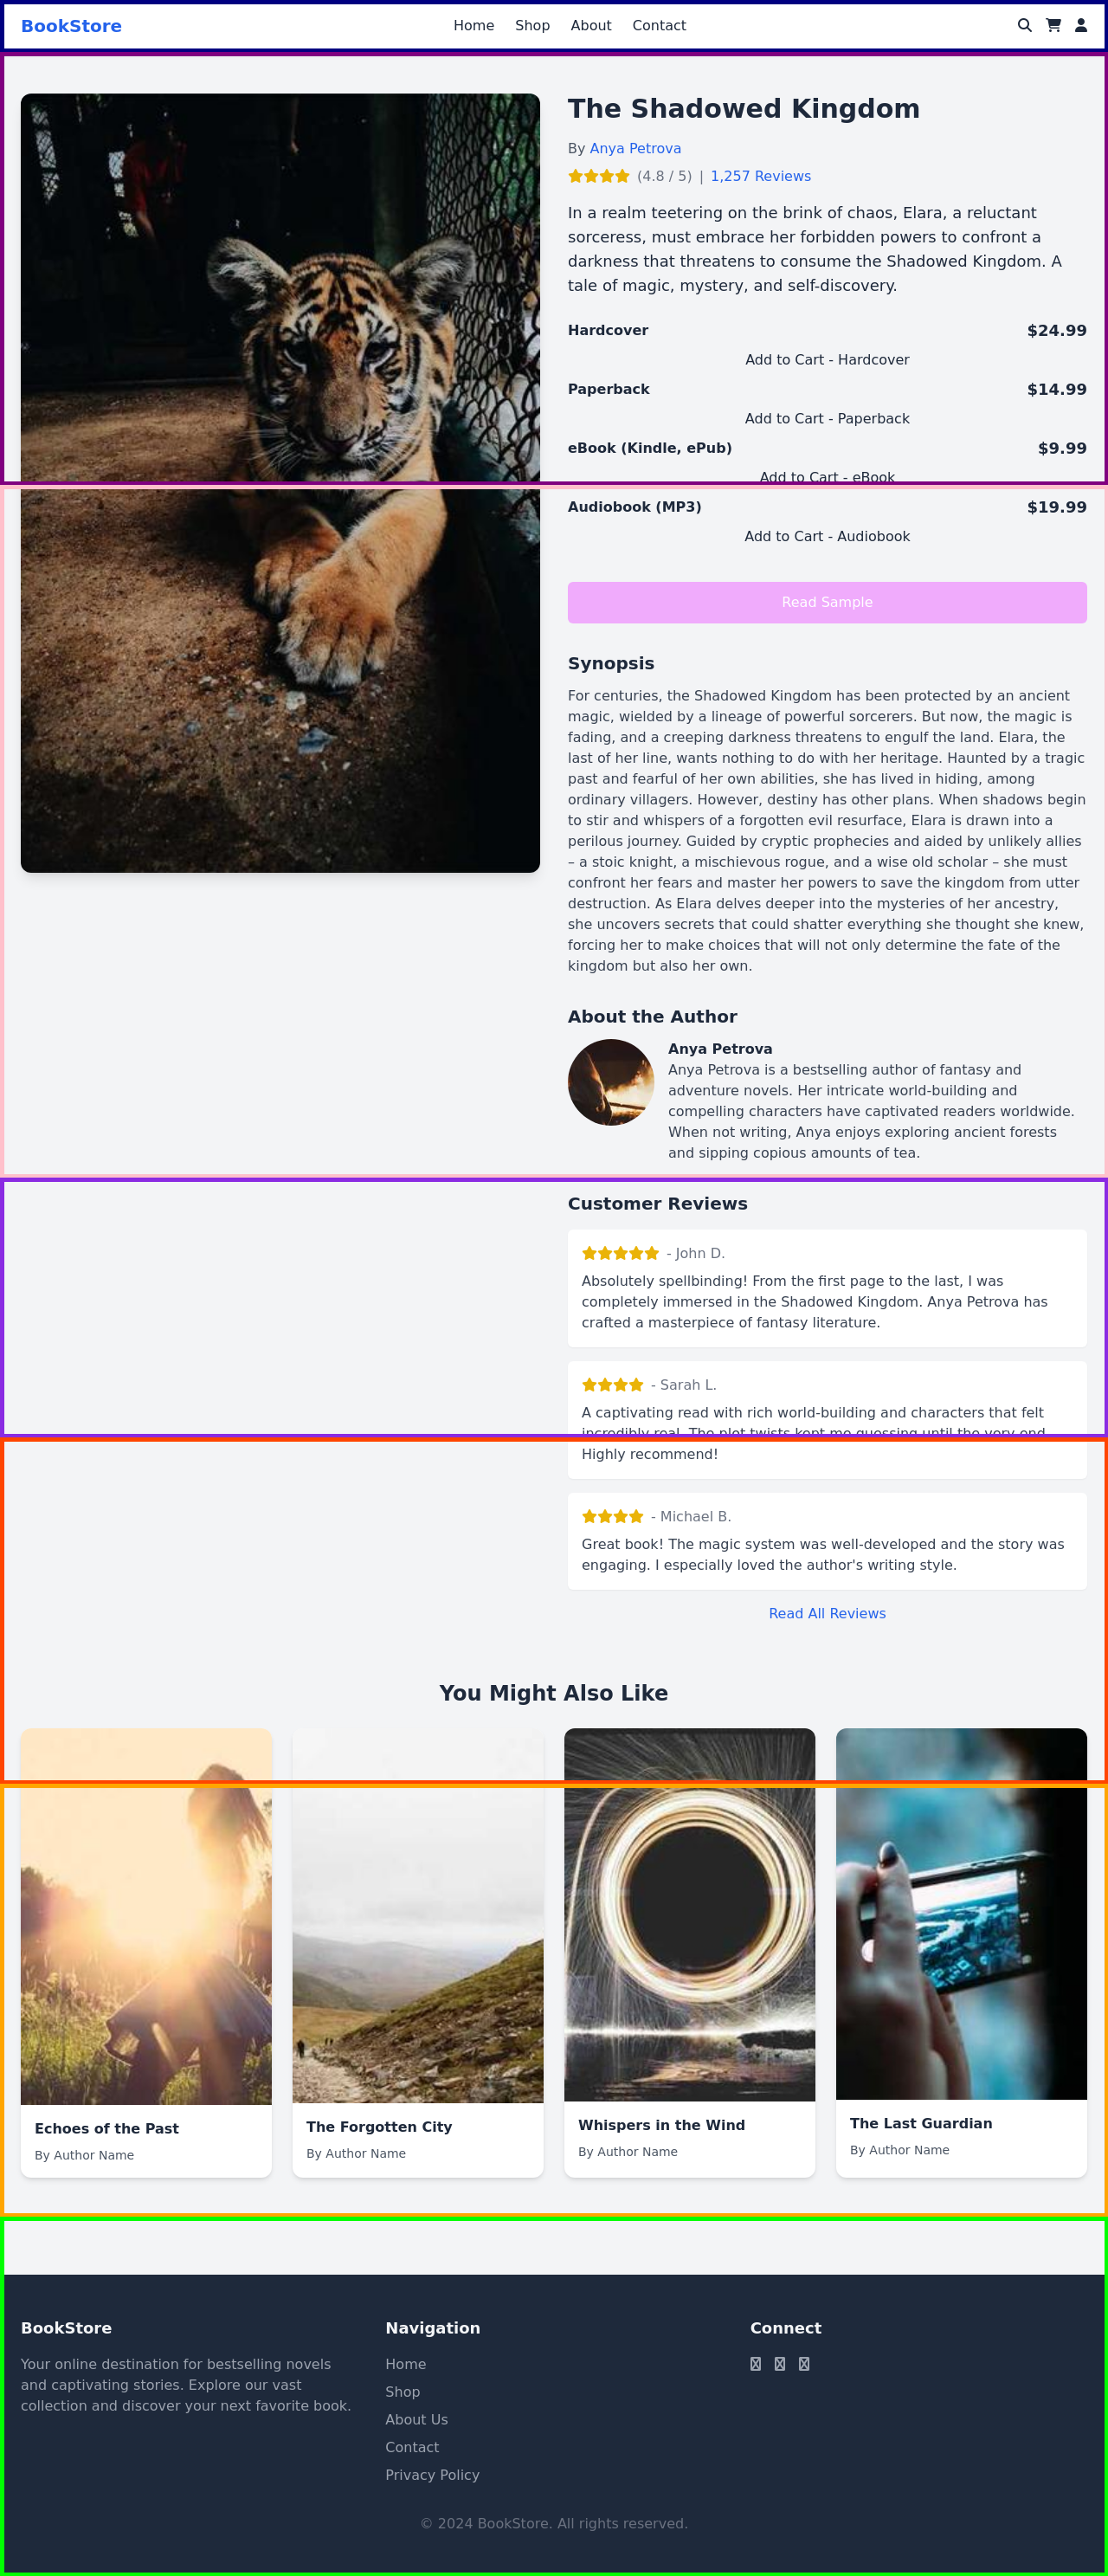 BookStore
Home Shop About Contact
The Shadowed Kingdom
By Anya Petrova
(4.8 / 5) | 1,257 Reviews
In a realm teetering on the brink of chaos, Elara, a reluctant
sorceress, must embrace her forbidden powers to confront a
darkness that threatens to consume the Shadowed Kingdom. A
tale of magic, mystery, and self-discovery.
Hardcover $24.99
Add to Cart - Hardcover
Paperback $14.99
Add to Cart - Paperback
eBook (Kindle, ePub) $9.99
Add to Cart - eBook
Audiobook (MP3) $19.99
Add to Cart - Audiobook
Read Sample
Synopsis
For centuries, the Shadowed Kingdom has been protected by an ancient
magic, wielded by a lineage of powerful sorcerers. But now, the magic is
fading, and a creeping darkness threatens to engulf the land. Elara, the
last of her line, wants nothing to do with her heritage. Haunted by a tragic
past and fearful of her own abilities, she has lived in hiding, among
ordinary villagers. However, destiny has other plans. When shadows begin
to stir and whispers of a forgotten evil resurface, Elara is drawn into a
perilous journey. Guided by cryptic prophecies and aided by unlikely allies
– a stoic knight, a mischievous rogue, and a wise old scholar – she must
confront her fears and master her powers to save the kingdom from utter
destruction. As Elara delves deeper into the mysteries of her ancestry,
she uncovers secrets that could shatter everything she thought she knew,
forcing her to make choices that will not only determine the fate of the
kingdom but also her own.
About the Author
Anya Petrova
Anya Petrova is a bestselling author of fantasy and
adventure novels. Her intricate world-building and
compelling characters have captivated readers worldwide.
When not writing, Anya enjoys exploring ancient forests
and sipping copious amounts of tea.
Customer Reviews
- John D.
Absolutely spellbinding! From the first page to the last, I was
completely immersed in the Shadowed Kingdom. Anya Petrova has
crafted a masterpiece of fantasy literature.
- Sarah L.
A captivating read with rich world-building and characters that felt
incredibly real. The plot twists kept me guessing until the very end.
Highly recommend!
- Michael B.
Great book! The magic system was well-developed and the story was
engaging. I especially loved the author's writing style.
Read All Reviews
You Might Also Like
Echoes of the Past
By Author Name
The Forgotten City
By Author Name
Whispers in the Wind
By Author Name
The Last Guardian
By Author Name
BookStore
Your online destination for bestselling novels
and captivating stories. Explore our vast
collection and discover your next favorite book.
Navigation
Home
Shop
About Us
Contact
Privacy Policy
Connect
© 2024 BookStore. All rights reserved.